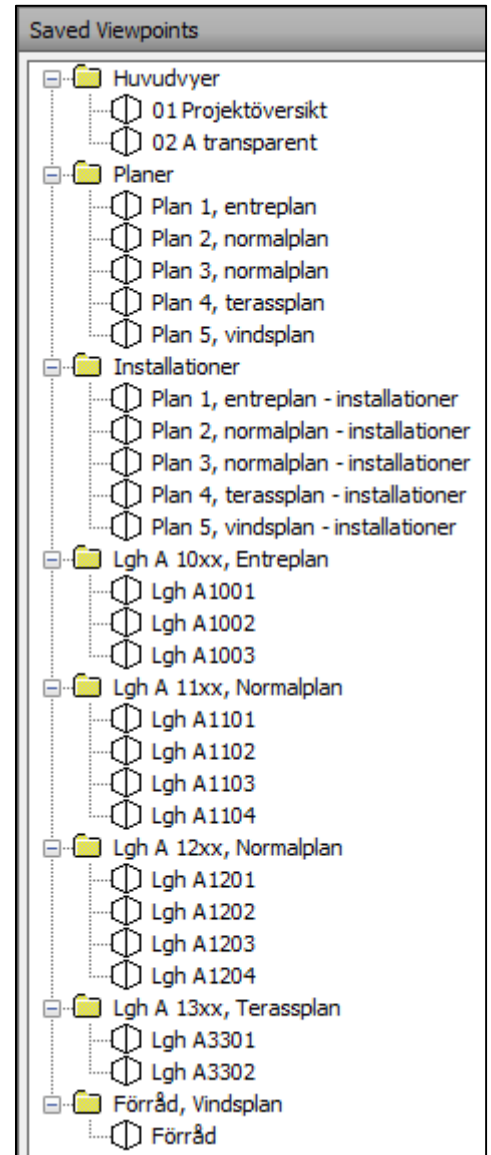 Saved Viewpoints
Huvudvyer
01 Projektöversikt
02 A transparent
Planer
Plan 1, entreplan
Plan 2, normalplan
Plan 3, normalplan
Plan 4, terassplan
Plan 5, vindsplan
Installationer
Plan 1, entreplan - installationer
Plan 2, normalplan - installationer
Plan 3, normalplan - installationer
Plan 4, terassplan - installationer
Plan 5, vindsplan - installationer
Lgh A 10xx, Entreplan
Lgh A1001
Lgh A1002
Lgh A1003
Lgh A 11xx, Normalplan
Lgh A1101
Lgh A1102
Lgh A1103
Lgh A1104
Lgh A 12xx, Normalplan
Lgh A1201
Lgh A1202
Lgh A1203
Lgh A1204
Lgh A 13xx, Terassplan
Lgh A3301
Lgh A3302
Förråd, Vindsplan
Förråd